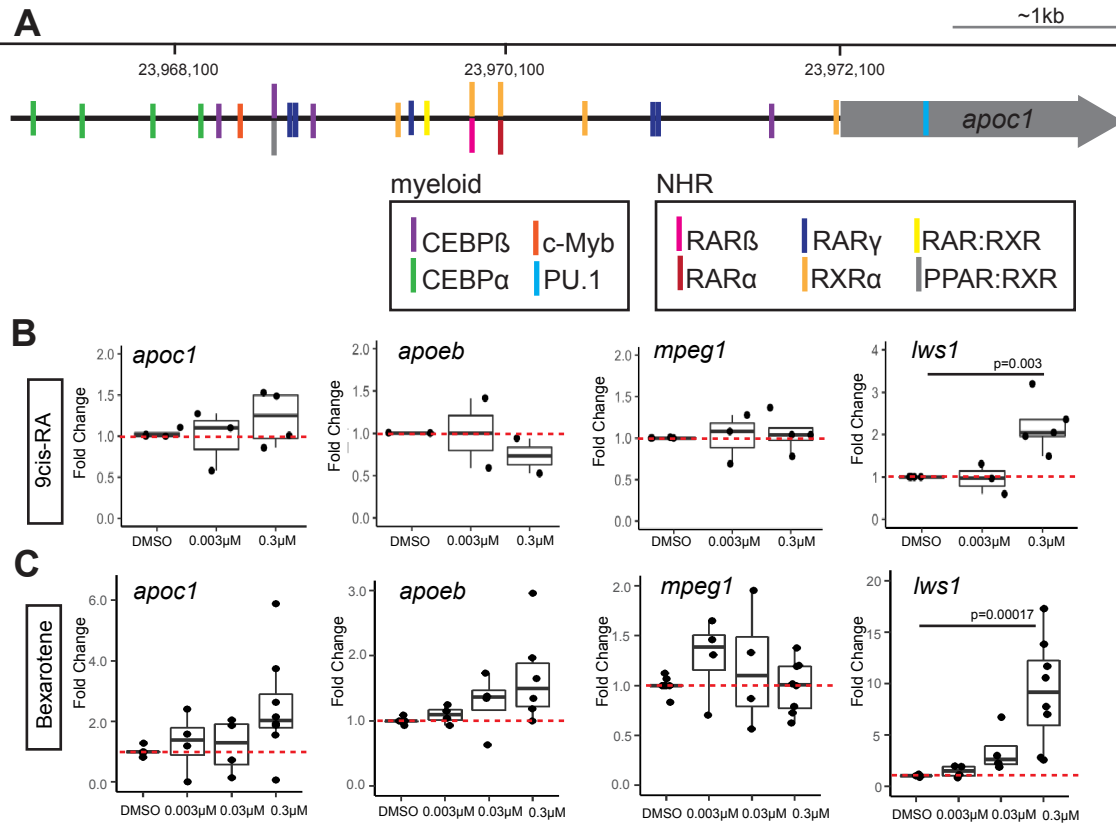 A
~1kb
23,968,100 23,970,100 23,972,100
apoc1
myeloid
CEBPß c-Myb
CEBPα PU.1
NHR
RARß RARγ RAR:RXR
RARα RXRα PPAR:RXR
B
9cis-RA
apoc1
Fold Change
2.0
1.5
1.0
0.5
0.0
DMSO 0.003µM 0.3µM
apoeb
Fold Change
2.0
1.5
1.0
0.5
0.0
DMSO 0.003µM 0.3µM
mpeg1
Fold Change
2.0
1.5
1.0
0.5
0.0
DMSO 0.003µM 0.3µM
lws1
p=0.003
Fold Change
4
3
2
1
0
DMSO 0.003µM 0.3µM
C
Bexarotene
apoc1
Fold Change
6.0
4.0
2.0
0.0
DMSO 0.003µM 0.03µM 0.3µM
apoeb
Fold Change
3.0
2.0
1.0
0.0
DMSO 0.003µM 0.03µM 0.3µM
mpeg1
Fold Change
2.0
1.5
1.0
0.5
0.0
DMSO 0.003µM 0.03µM 0.3µM
lws1
p=0.00017
Fold Change
20
15
10
5
0
DMSO 0.003µM 0.03µM 0.3µM